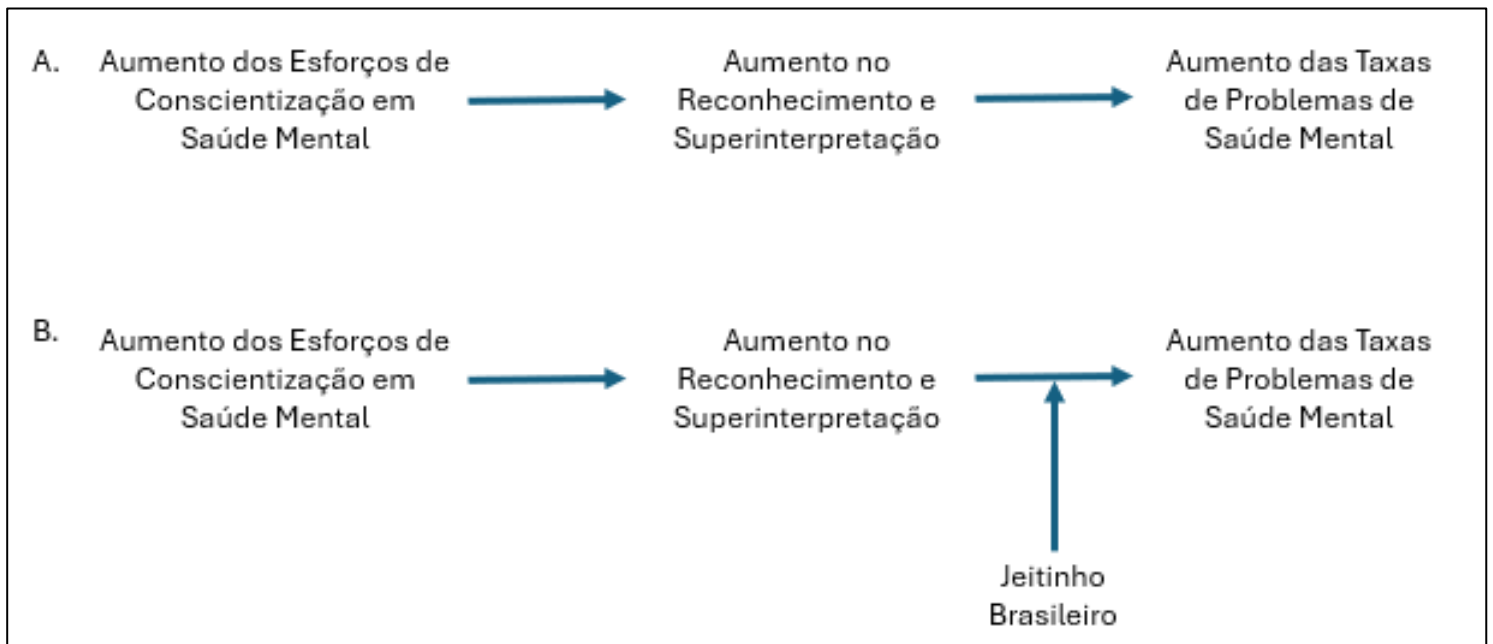 A. Aumento dos Esforços de
Conscientização em
Saúde Mental
Aumento no
Reconhecimento e
Superinterpretação
Aumento das Taxas
de Problemas de
Saúde Mental
B. Aumento dos Esforços de
Conscientização em
Saúde Mental
Aumento no
Reconhecimento e
Superinterpretação
Aumento das Taxas
de Problemas de
Saúde Mental
Jeitinho
Brasileiro